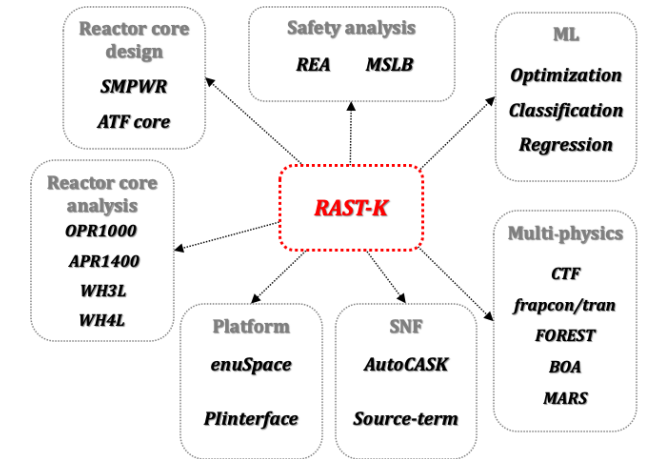 Reactor core
design
SMPWR
ATF core
Safety analysis
REA MSLB
ML
Optimization
Classification
Regression
Reactor core
analysis
OPR1000
APR1400
WH3L
WH4L
RAST-K
Multi-physics
CTF
frapcon/tran
FOREST
BOA
MARS
Platform
enuSpace
PIinterface
SNF
AutoCASK
Source-term